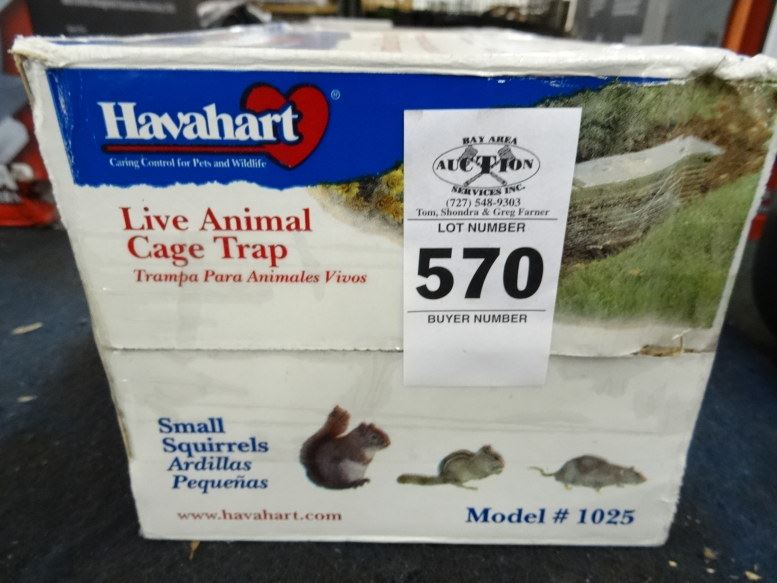 Havahart®
Caring Control for Pets and Wildlife
Live Animal
Cage Trap
Trampa Para Animales Vivos
BAY AREA
AUCTION
SERVICES INC.
(727) 548-9303
Tom, Shondra & Greg Farner
LOT NUMBER
570
BUYER NUMBER
Small
Squirrels
Ardillas
Pequeñas
www.havahart.com
Model # 1025